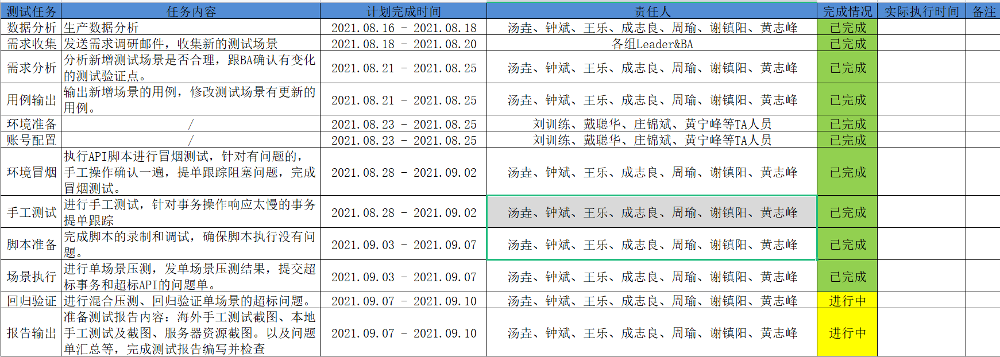 测试任务 任务内容 计划完成时间 责任人 完成情况 实际执行时间 备注
数据分析 生产数据分析 2021.08.16 - 2021.08.18 汤垚、钟斌、王乐、成志良、周瑜、谢镇阳、黄志峰 已完成
需求收集 发送需求调研邮件，收集新的测试场景 2021.08.18 - 2021.08.20 各组Leader&BA 已完成
需求分析 分析新增测试场景是否合理，跟BA确认有变化
的测试验证点。 2021.08.21 - 2021.08.25 汤垚、钟斌、王乐、成志良、周瑜、谢镇阳、黄志峰 已完成
用例输出 输出新增场景的用例，修改测试场景有更新的
用例。 2021.08.21 - 2021.08.25 汤垚、钟斌、王乐、成志良、周瑜、谢镇阳、黄志峰 已完成
环境准备 / 2021.08.23 - 2021.08.25 刘训练、戴聪华、庄锦斌、黄宁峰等TA人员 已完成
账号配置 / 2021.08.23 - 2021.08.25 刘训练、戴聪华、庄锦斌、黄宁峰等TA人员 已完成
环境冒烟 执行API脚本进行冒烟测试，针对有问题的，
手工操作确认一遍，提单跟踪阻塞问题，完成
冒烟测试。 2021.08.28 - 2021.09.02 汤垚、钟斌、王乐、成志良、周瑜、谢镇阳、黄志峰 已完成
手工测试 进行手工测试，针对事务操作响应太慢的事务
提单跟踪 2021.08.28 - 2021.09.02 汤垚、钟斌、王乐、成志良、周瑜、谢镇阳、黄志峰 已完成
脚本准备 完成脚本的录制和调试，确保脚本执行没有问
题。 2021.09.03 - 2021.09.07 汤垚、钟斌、王乐、成志良、周瑜、谢镇阳、黄志峰 已完成
场景执行 进行单场景压测，发单场景压测结果，提交超
标事务和超标API的问题单。 2021.09.03 - 2021.09.07 汤垚、钟斌、王乐、成志良、周瑜、谢镇阳、黄志峰 已完成
回归验证 进行混合压测、回归验证单场景的超标问题。 2021.09.07 - 2021.09.10 汤垚、钟斌、王乐、成志良、周瑜、谢镇阳、黄志峰 进行中
报告输出 准备测试报告内容：海外手工测试截图、本地
手工测试及截图、服务器资源截图。以及问题
单汇总等，完成测试报告编写并检查 2021.09.07 - 2021.09.10 汤垚、钟斌、王乐、成志良、周瑜、谢镇阳、黄志峰 进行中